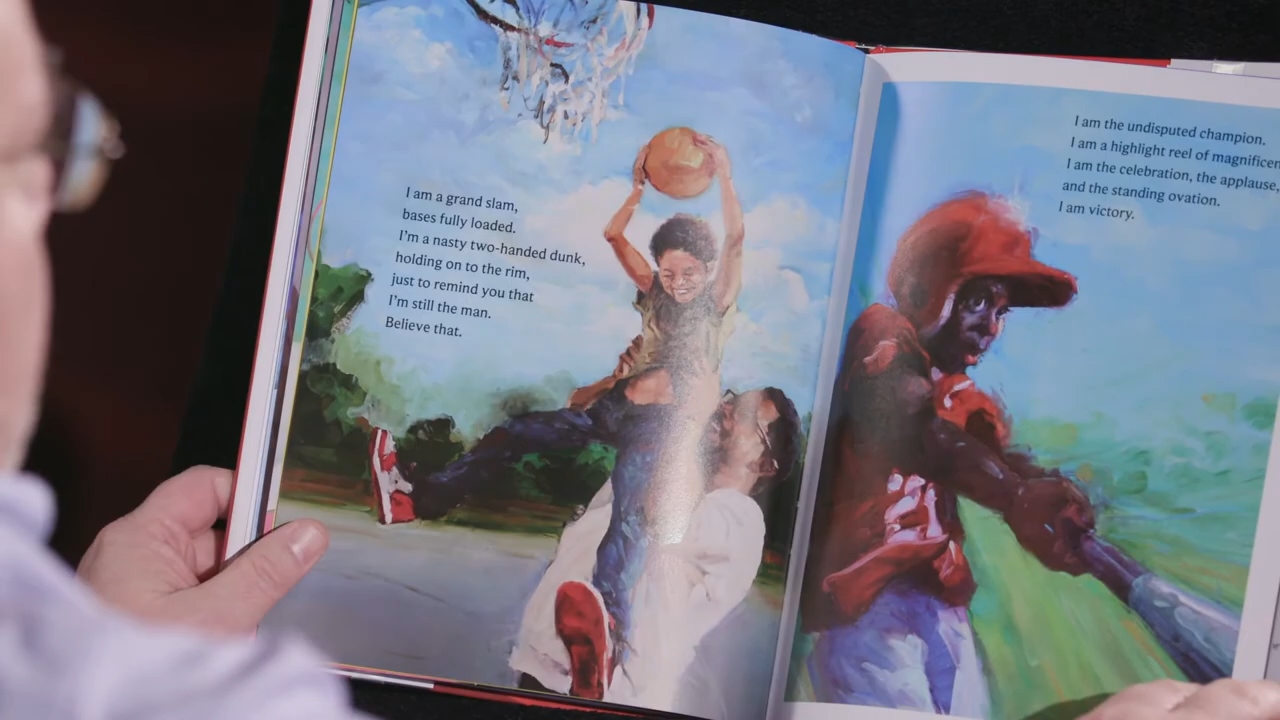 I am a grand slam,
bases fully loaded.
I'm a nasty two-handed dunk,
holding on to the rim,
just to remind you that
I'm still the man.
Believe that.
I am the undisputed champion.
I am a highlight reel of
I am the celebration, the applause,
and the standing ovation.
I am victory.